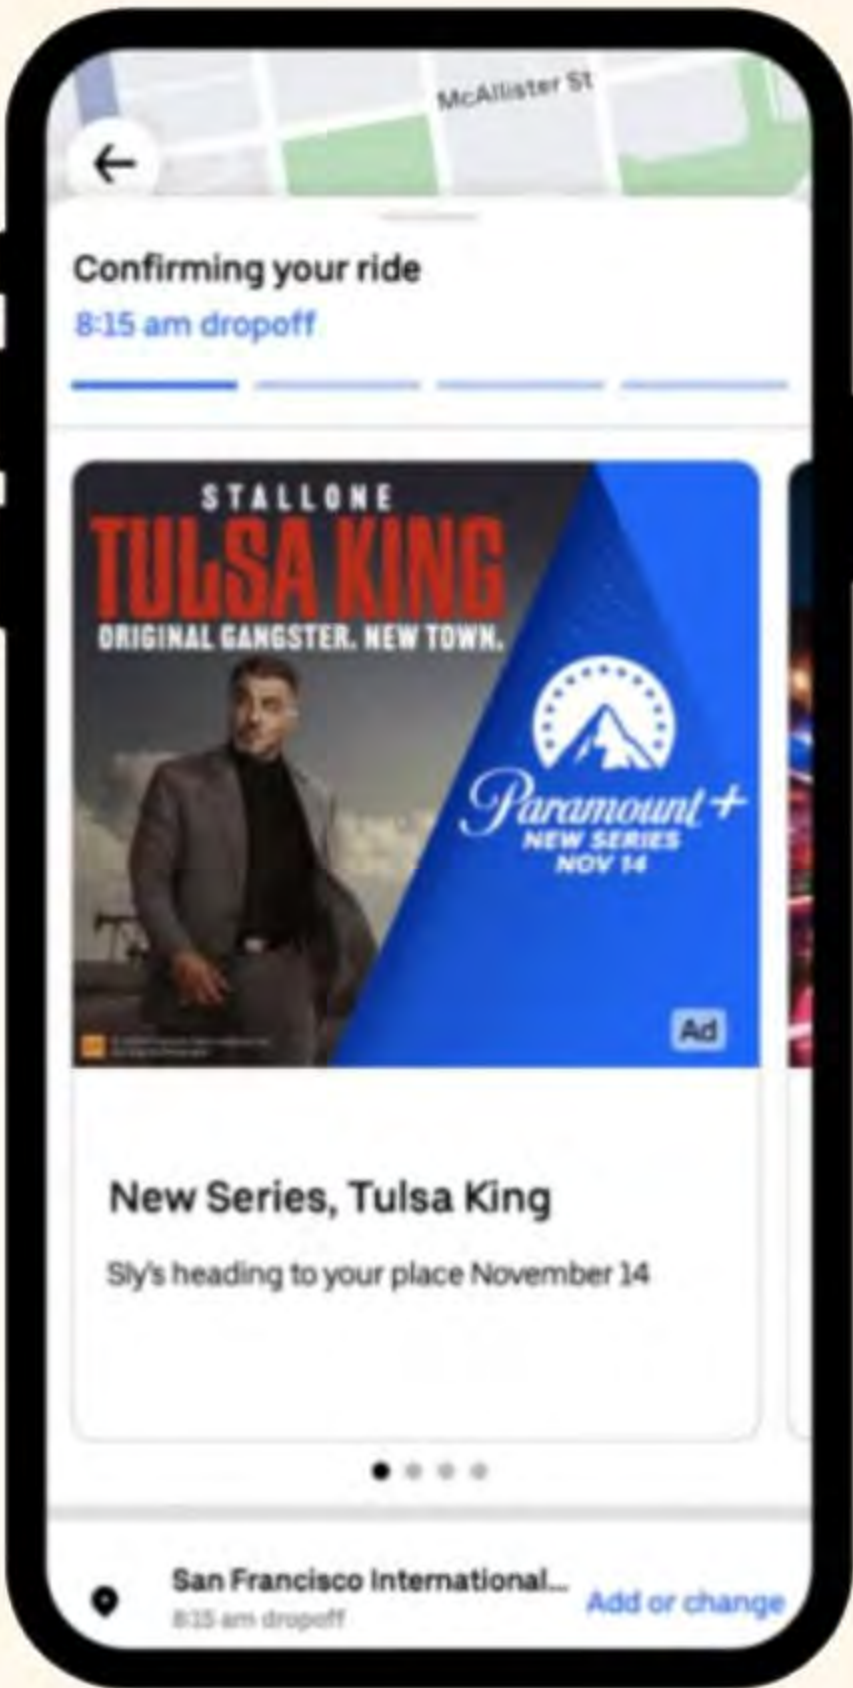 McAllister St
Confirming your ride
8:15 am dropoff
STALLONE
TULSA KING
ORIGINAL GANGSTER. NEW TOWN.
Paramount+
NEW SERIES
NOV 14
Ad
New Series, Tulsa King
Sly's heading to your place November 14
San Francisco International...
8:15 am dropoff
Add or change